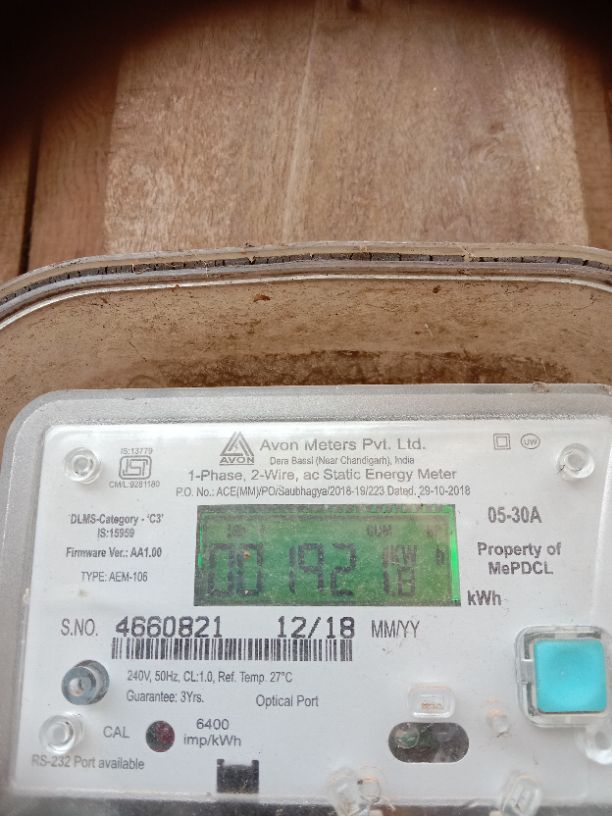 IS:13779
ISI
CM/L:9281180
AVON
Avon Meters Pvt. Ltd.
Dera Bassi (Near Chandigarh), India
UW
1-Phase, 2-Wire, ac Static Energy Meter
P.O. No.: ACE(MM)/PO/Saubhagya/2018-19/223 Dated. 29-10-2018
'DLMS-Category - 'C3'
IS:15959
Firmware Ver.: AA1.00
TYPE: AEM-106
CUM
001921
KW
h
05-30A
Property of
MePDCL
kWh
S.NO. 4660821 12/18 MM/YY
240V, 50Hz, CL:1.0, Ref. Temp. 27°C
Guarantee: 3Yrs. Optical Port
CAL
6400
imp/kWh
RS-232 Port available